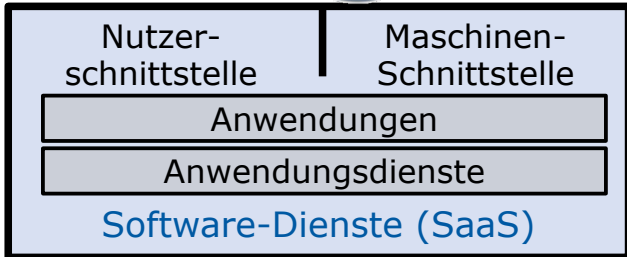 Nutzer-
schnittstelle
Maschinen-
Schnittstelle
Anwendungen
Anwendungsdienste
Software-Dienste (SaaS)